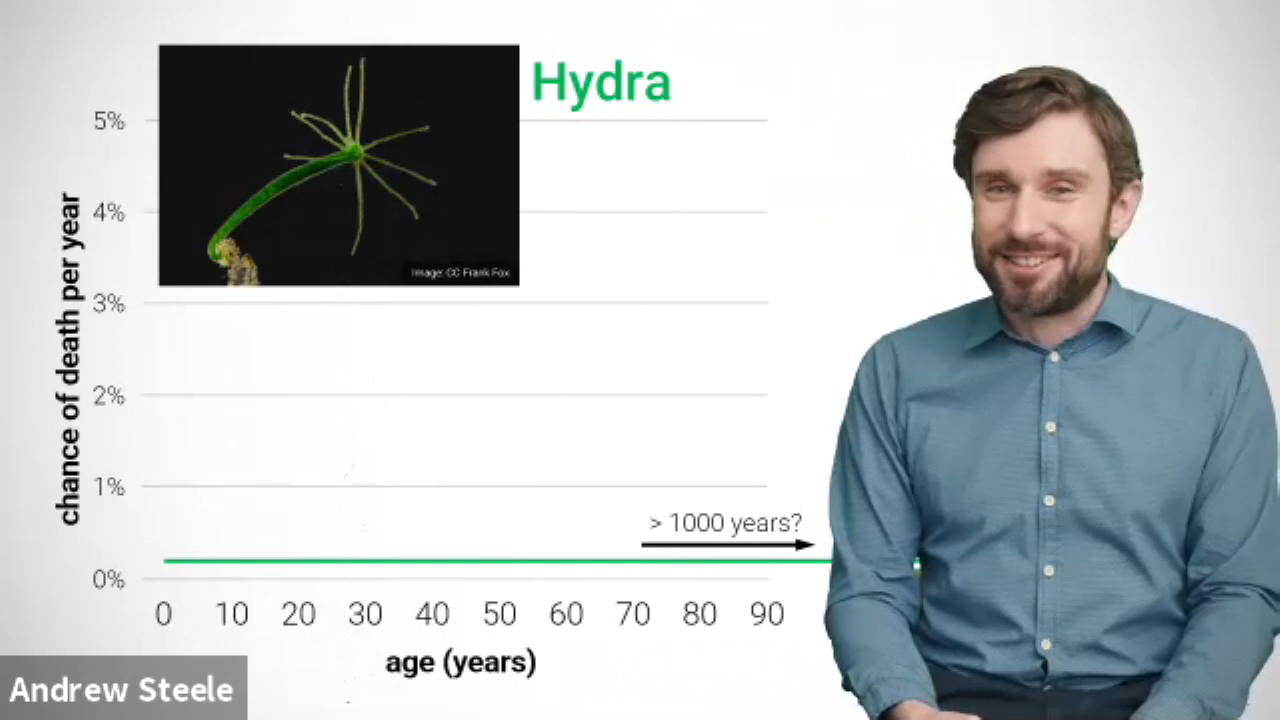 Hydra
Image: CC Frank Fox
chance of death per year
5%
4%
3%
2%
1%
0%
> 1000 years?
0 10 20 30 40 50 60 70 80 90
age (years)
Andrew Steele